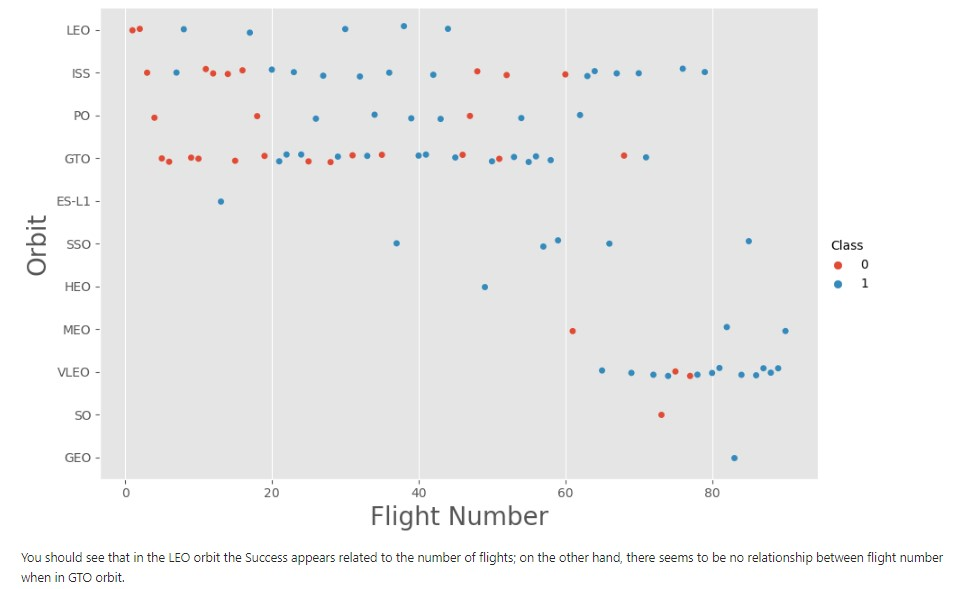 LEO
ISS
PO
GTO
ES-L1
SSO
HEO
MEO
VLEO
SO
GEO
Orbit
0 20 40 60 80
Flight Number
Class
0
1
You should see that in the LEO orbit the Success appears related to the number of flights; on the other hand, there seems to be no relationship between flight number
when in GTO orbit.